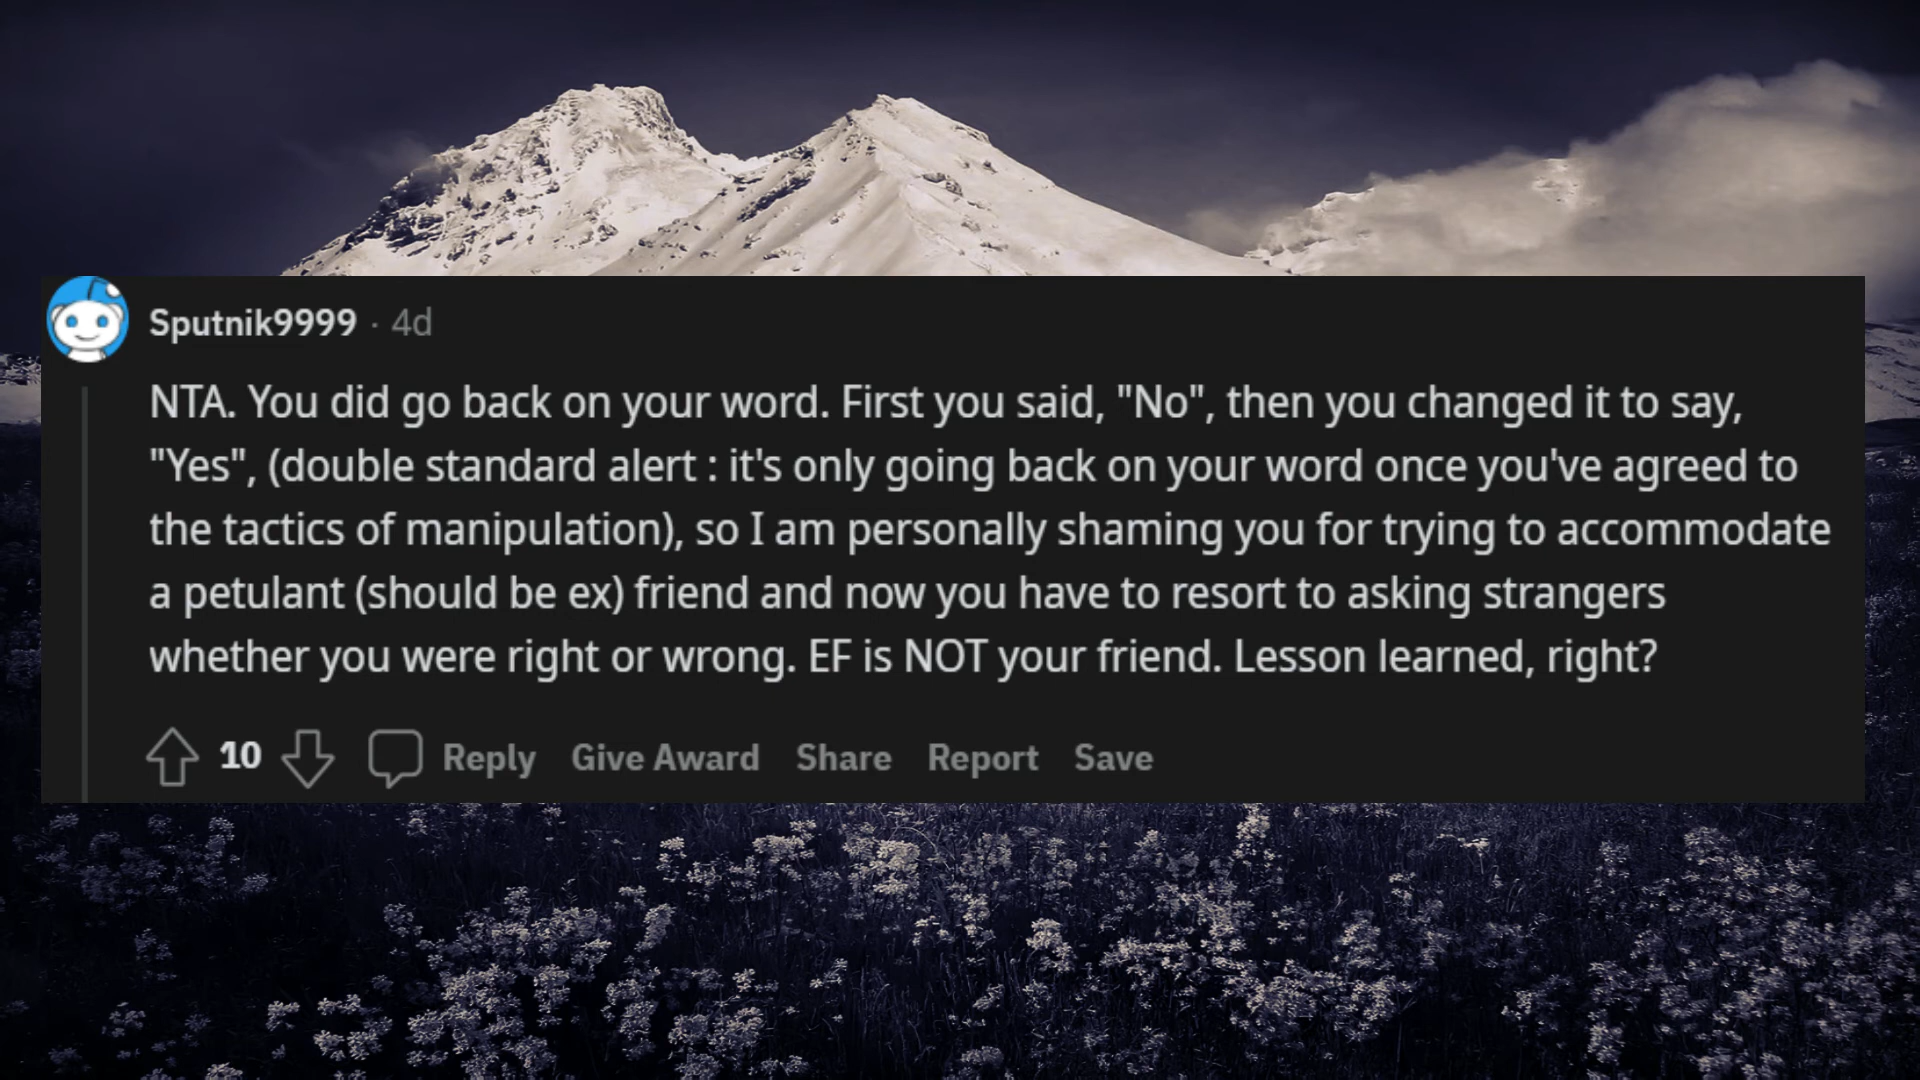 Sputnik9999 · 4d
NTA. You did go back on your word. First you said, "No", then you changed it to say,
"Yes", (double standard alert : it's only going back on your word once you've agreed to
the tactics of manipulation), so I am personally shaming you for trying to accommodate
a petulant (should be ex) friend and now you have to resort to asking strangers
whether you were right or wrong. EF is NOT your friend. Lesson learned, right?
10 Reply Give Award Share Report Save